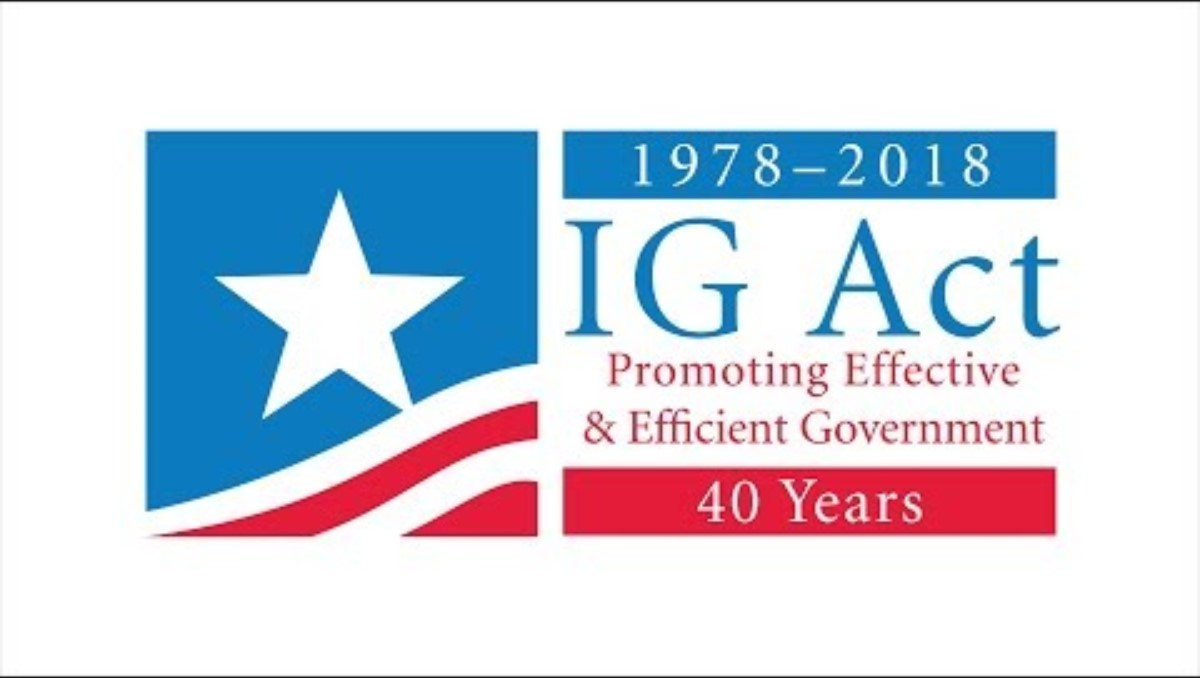 1978–2018
IG Act
Promoting Effective
& Efficient Government
40 Years